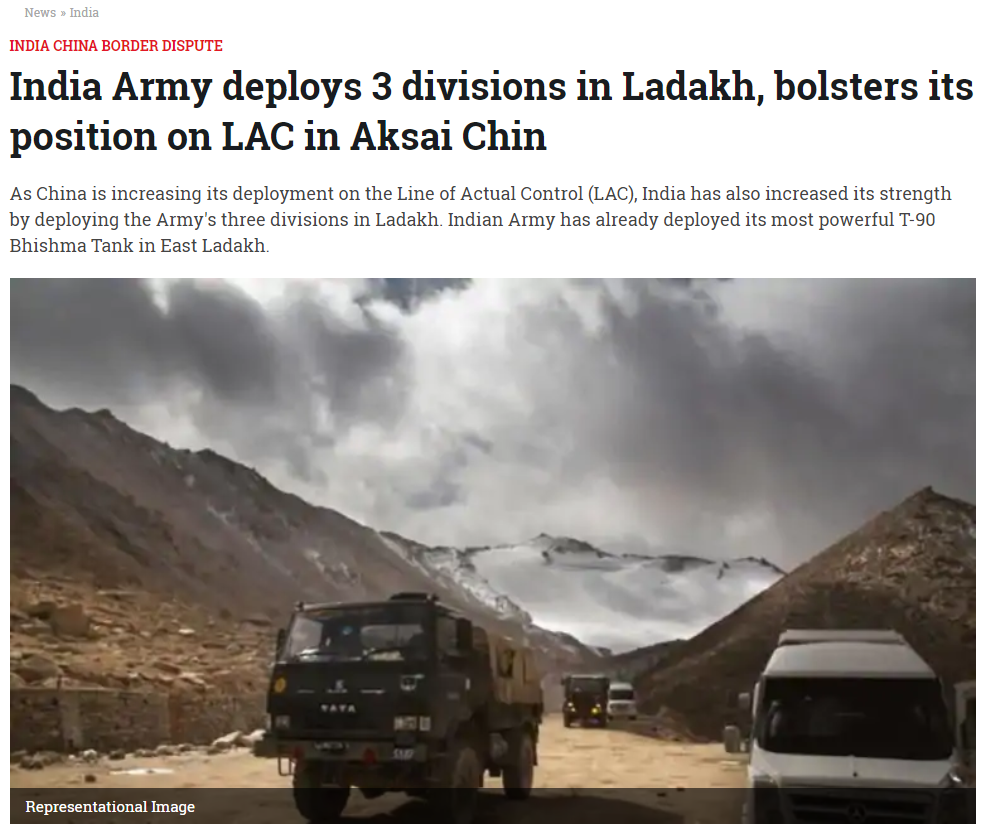 News » India
INDIA CHINA BORDER DISPUTE
India Army deploys 3 divisions in Ladakh, bolsters its
position on LAC in Aksai Chin
As China is increasing its deployment on the Line of Actual Control (LAC), India has also increased its strength
by deploying the Army's three divisions in Ladakh. Indian Army has already deployed its most powerful T-90
Bhishma Tank in East Ladakh.
TATA
Representational Image